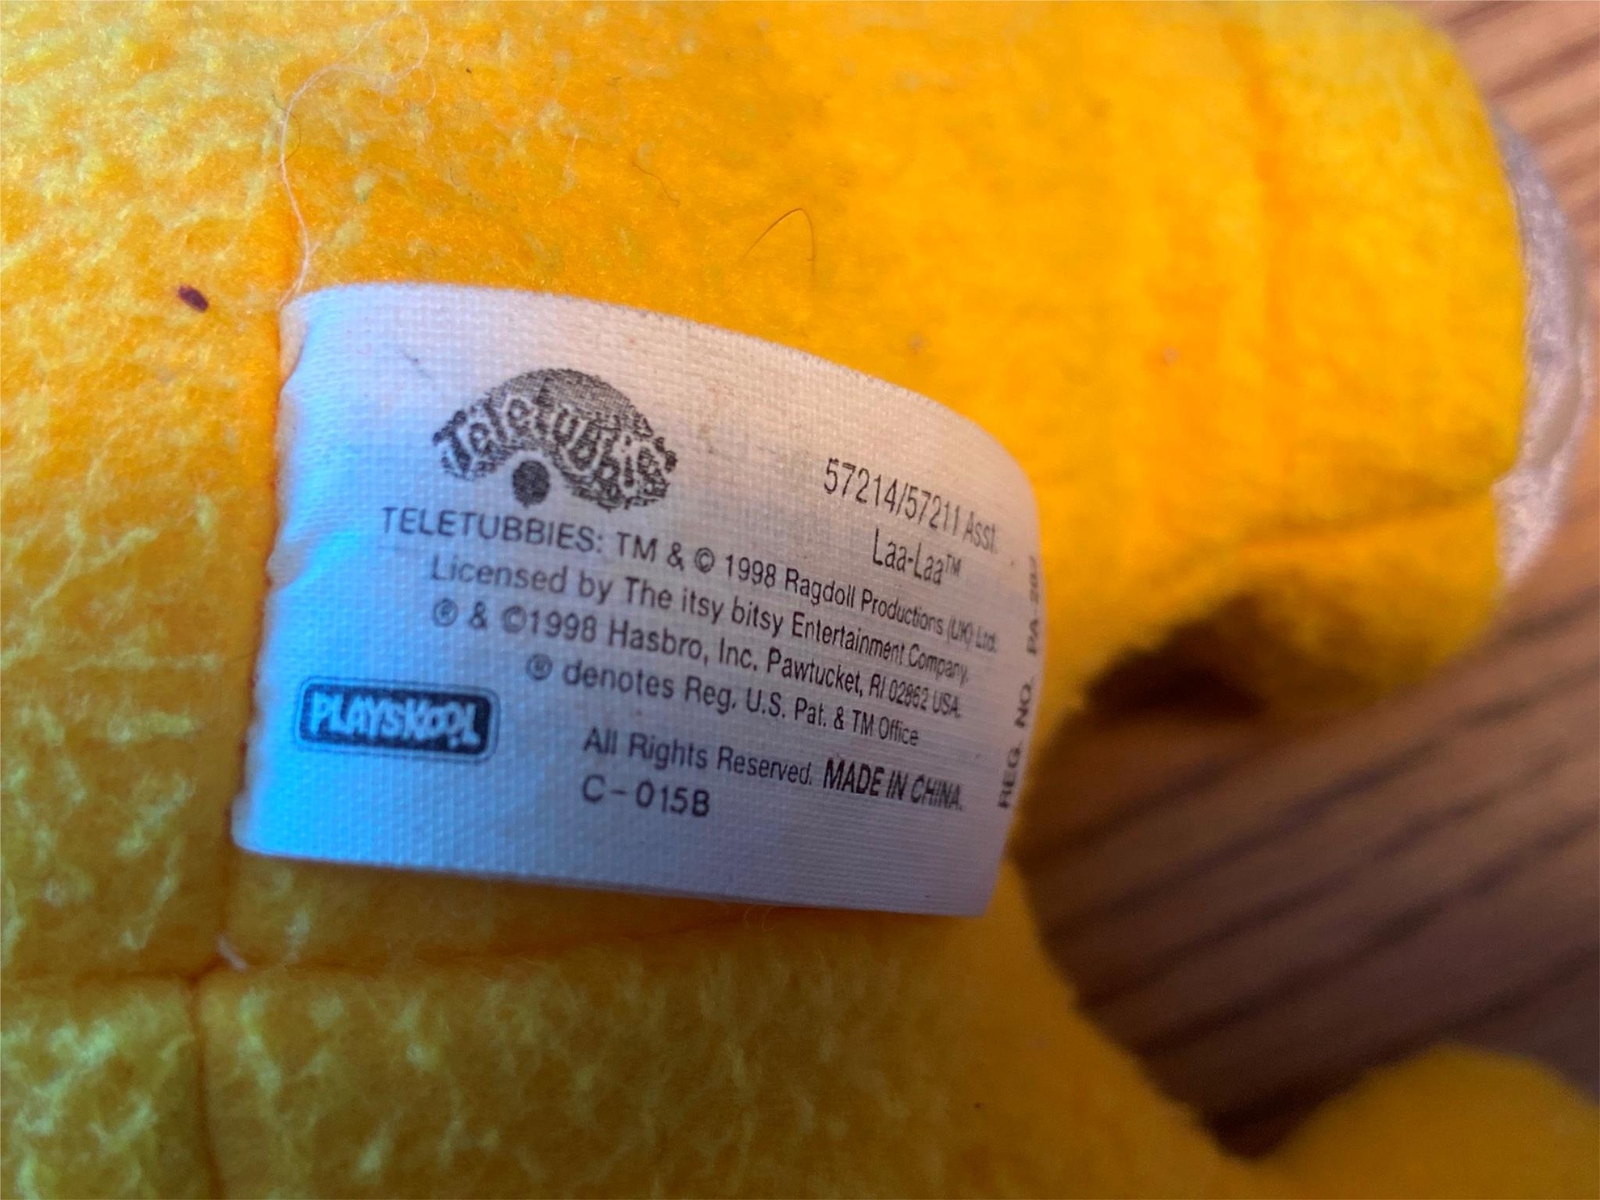 Teletubbies
57214/57211 Asst.
Laa-Laa™
TELETUBBIES: TM & © 1998 Ragdoll Productions (UK) Ltd.
Licensed by The itsy bitsy Entertainment Company.
® & ©1998 Hasbro, Inc. Pawtucket, RI 02862 USA.
® denotes Reg. U.S. Pat. & TM Office
PLAYSKOOL
All Rights Reserved. MADE IN CHINA.
C-015B
REG. NO. PA-